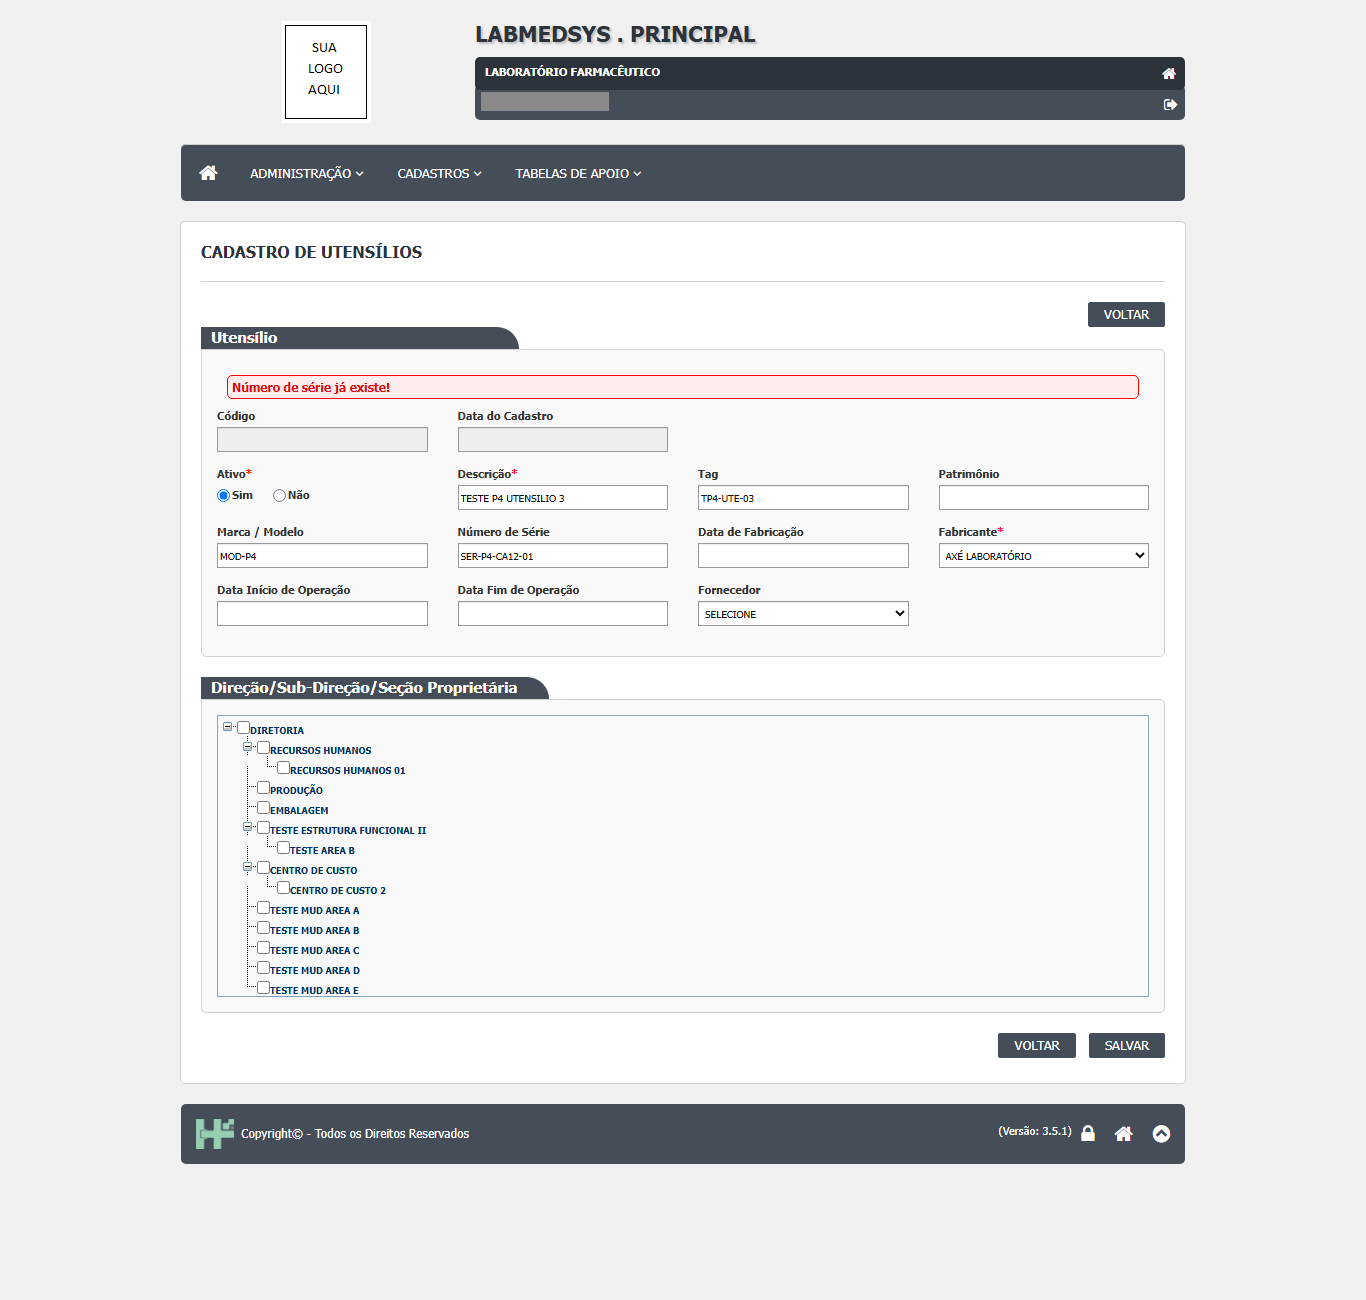 SUA
LOGO
AQUI
LABMEDSYS . PRINCIPAL
LABORATÓRIO FARMACÊUTICO
ADMINISTRAÇÃO
CADASTROS
TABELAS DE APOIO
CADASTRO DE UTENSÍLIOS
VOLTAR
Utensílio
Número de série já existe!
Código
Data do Cadastro
Ativo*
Descrição*
Tag
Patrimônio
Sim
Não
TESTE P4 UTENSILIO 3
TP4-UTE-03
Marca / Modelo
Número de Série
Data de Fabricação
Fabricante*
MOD-P4
SER-P4-CA12-01
AXÉ LABORATÓRIO
Data Início de Operação
Data Fim de Operação
Fornecedor
SELECIONE
Direção/Sub-Direção/Seção Proprietária
DIRETORIA
RECURSOS HUMANOS
RECURSOS HUMANOS 01
PRODUÇÃO
EMBALAGEM
TESTE ESTRUTURA FUNCIONAL II
TESTE AREA B
CENTRO DE CUSTO
CENTRO DE CUSTO 2
TESTE MUD AREA A
TESTE MUD AREA B
TESTE MUD AREA C
TESTE MUD AREA D
TESTE MUD AREA E
VOLTAR
SALVAR
Copyright© - Todos os Direitos Reservados
(Versão: 3.5.1)